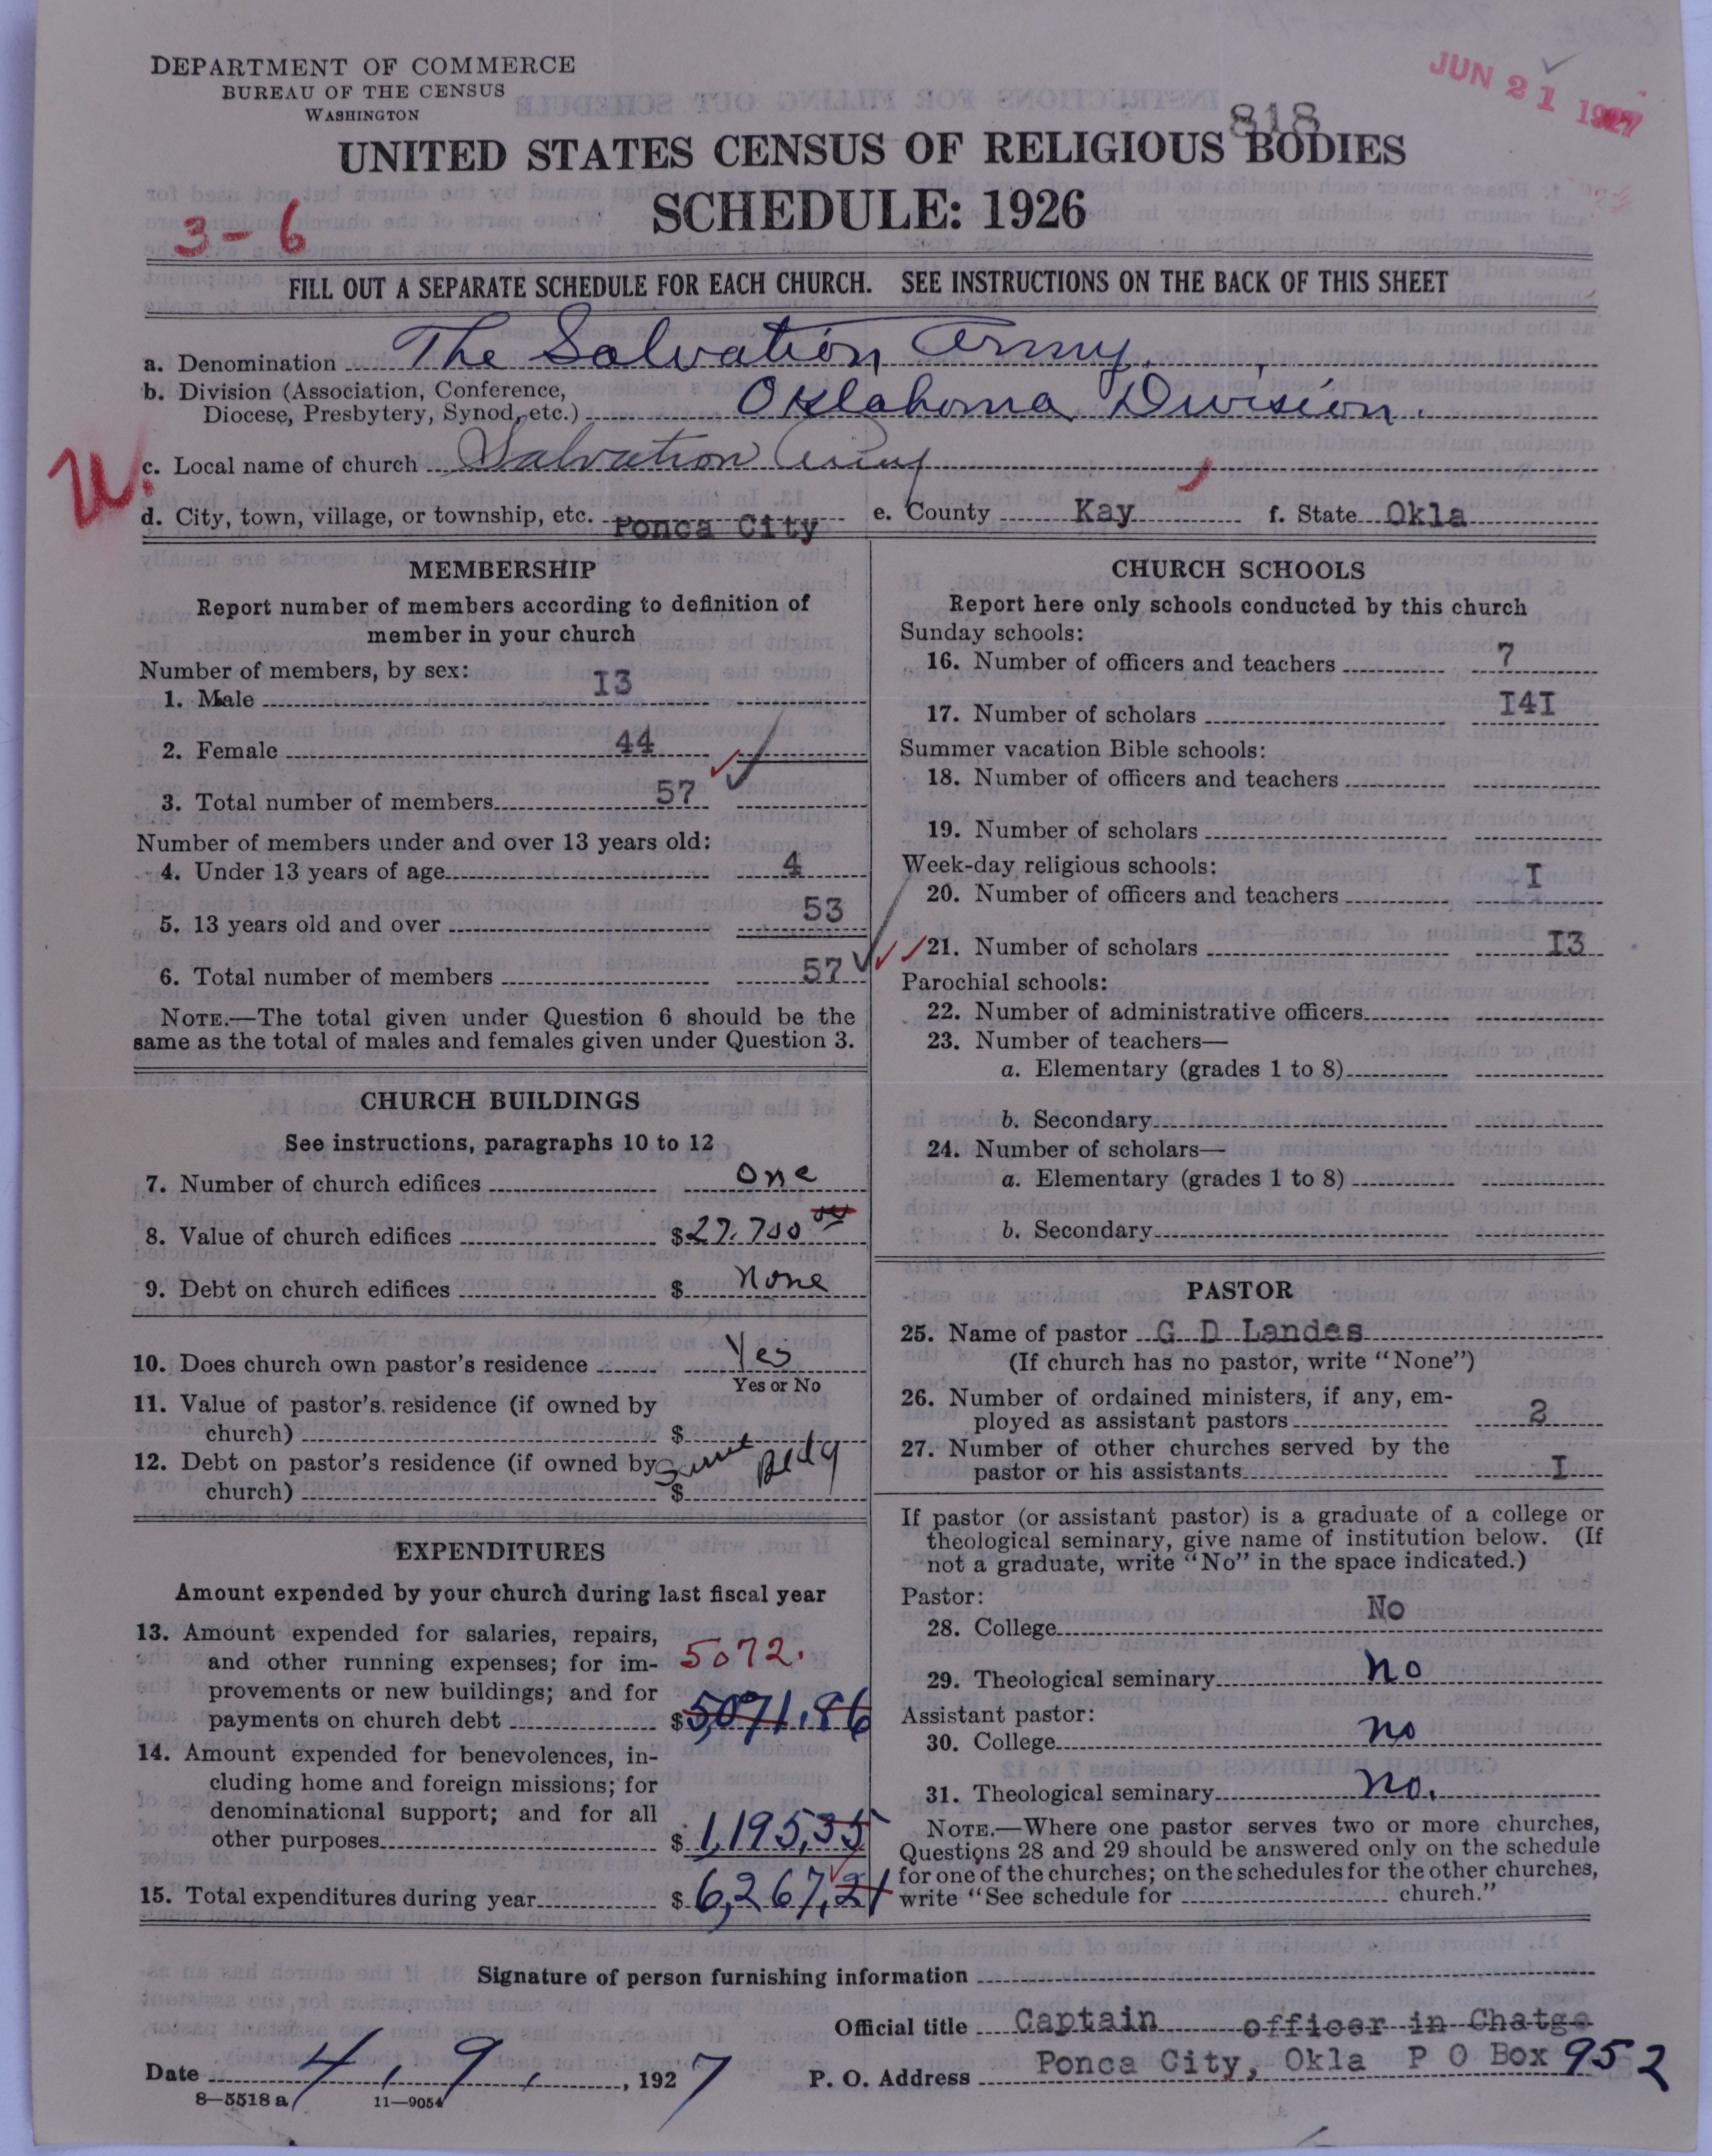 DEPARTMENT OF COMMERCE
BUREAU OF THE CENSUS
WASHINGTON
JUN 21 1927
818
UNITED STATES CENSUS OF RELIGIOUS BODIES
SCHEDULE: 1926
3-6
FILL OUT A SEPARATE SCHEDULE FOR EACH CHURCH. SEE INSTRUCTIONS ON THE BACK OF THIS SHEET
a. Denomination The Salvation Army
b. Division (Association, Conference,
Diocese, Presbytery, Synod, etc.) Oklahoma Division.
U.
c. Local name of church Salvation Army
d. City, town, village, or township, etc. Ponca City e. County Kay f. State Okla
MEMBERSHIP
Report number of members according to definition of
member in your church
Number of members, by sex:
1. Male I3
2. Female 44
3. Total number of members 57
Number of members under and over 13 years old:
4. Under 13 years of age 4
5. 13 years old and over 53
6. Total number of members 57
NOTE.—The total given under Question 6 should be the
same as the total of males and females given under Question 3.
CHURCH BUILDINGS
See instructions, paragraphs 10 to 12
7. Number of church edifices one
8. Value of church edifices $27.700 00
9. Debt on church edifices $ none
10. Does church own pastor's residence Yes
Yes or No
11. Value of pastor's residence (if owned by
church) $
12. Debt on pastor's residence (if owned by Same Bldg
church) $
EXPENDITURES
Amount expended by your church during last fiscal year
13. Amount expended for salaries, repairs,
and other running expenses; for im- 5072.
provements or new buildings; and for
payments on church debt $5,071.86
14. Amount expended for benevolences, in-
cluding home and foreign missions; for
denominational support; and for all
other purposes $1,195,35
15. Total expenditures during year $6,267,21
CHURCH SCHOOLS
Report here only schools conducted by this church
Sunday schools:
16. Number of officers and teachers 7
17. Number of scholars I4I
Summer vacation Bible schools:
18. Number of officers and teachers
19. Number of scholars
Week-day religious schools:
20. Number of officers and teachers I
21. Number of scholars I3
Parochial schools:
22. Number of administrative officers
23. Number of teachers—
a. Elementary (grades 1 to 8)
b. Secondary
24. Number of scholars—
a. Elementary (grades 1 to 8)
b. Secondary
PASTOR
25. Name of pastor G D Landes
(If church has no pastor, write "None")
26. Number of ordained ministers, if any, em-
ployed as assistant pastors 2
27. Number of other churches served by the
pastor or his assistants I
If pastor (or assistant pastor) is a graduate of a college or
theological seminary, give name of institution below. (If
not a graduate, write "No" in the space indicated.)
Pastor:
28. College No
29. Theological seminary no
Assistant pastor:
30. College no
31. Theological seminary no.
NOTE.—Where one pastor serves two or more churches,
Questions 28 and 29 should be answered only on the schedule
for one of the churches; on the schedules for the other churches,
write "See schedule for church."
Signature of person furnishing information
Official title Captain officer in Chatge
Date 4, 9, 1927 P. O. Address Ponca City, Okla P O Box 952
8—5518 a 11—9054